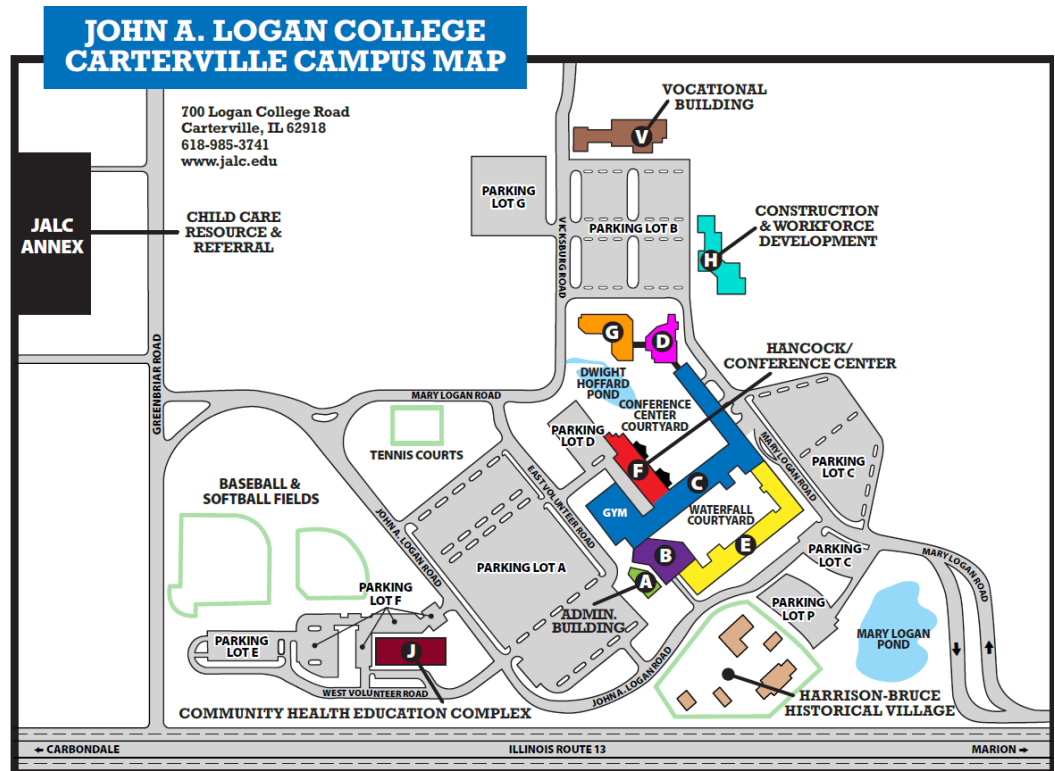 JOHN A. LOGAN COLLEGE
CARTERVILLE CAMPUS MAP
700 Logan College Road
Carterville, IL 62918
618-985-3741
www.jalc.edu
VOCATIONAL
BUILDING
V
PARKING
LOT G
JALC
ANNEX
CHILD CARE
RESOURCE &
REFERRAL
VICKSBURG ROAD
PARKING LOT B
CONSTRUCTION
& WORKFORCE
DEVELOPMENT
H
G
D
HANCOCK/
CONFERENCE CENTER
GREENBRIAR ROAD
DWIGHT
HOFFARD
POND
MARY LOGAN ROAD
CONFERENCE
CENTER
COURTYARD
PARKING
LOT D
TENNIS COURTS
MARY LOGAN ROAD
PARKING
LOT C
F
C
BASEBALL &
SOFTBALL FIELDS
EAST VOLUNTEER ROAD
GYM
WATERFALL
COURTYARD
JOHN A. LOGAN ROAD
B
E
PARKING
LOT C
MARY LOGAN ROAD
PARKING LOT A
A
PARKING
LOT F
ADMIN.
BUILDING
PARKING
LOT P
MARY LOGAN
POND
PARKING
LOT E
J
JOHN A. LOGAN ROAD
WEST VOLUNTEER ROAD
COMMUNITY HEALTH EDUCATION COMPLEX
HARRISON-BRUCE
HISTORICAL VILLAGE
← CARBONDALE
ILLINOIS ROUTE 13
MARION →